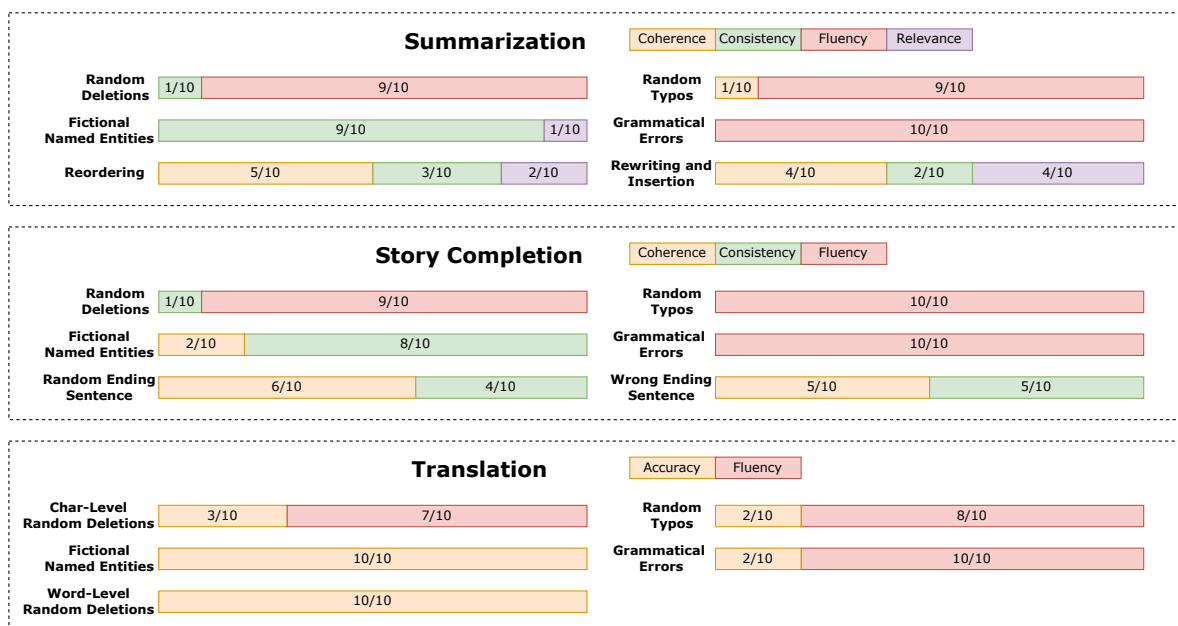 Summarization
Coherence Consistency Fluency Relevance
Random
Deletions
1/10 9/10
Random
Typos
1/10 9/10
Fictional
Named Entities
9/10 1/10
Grammatical
Errors
10/10
Reordering
5/10 3/10 2/10
Rewriting and
Insertion
4/10 2/10 4/10
Story Completion
Coherence Consistency Fluency
Random
Deletions
1/10 9/10
Random
Typos
10/10
Fictional
Named Entities
2/10 8/10
Grammatical
Errors
10/10
Random Ending
Sentence
6/10 4/10
Wrong Ending
Sentence
5/10 5/10
Translation
Accuracy Fluency
Char-Level
Random Deletions
3/10 7/10
Random
Typos
2/10 8/10
Fictional
Named Entities
10/10
Grammatical
Errors
2/10 10/10
Word-Level
Random Deletions
10/10